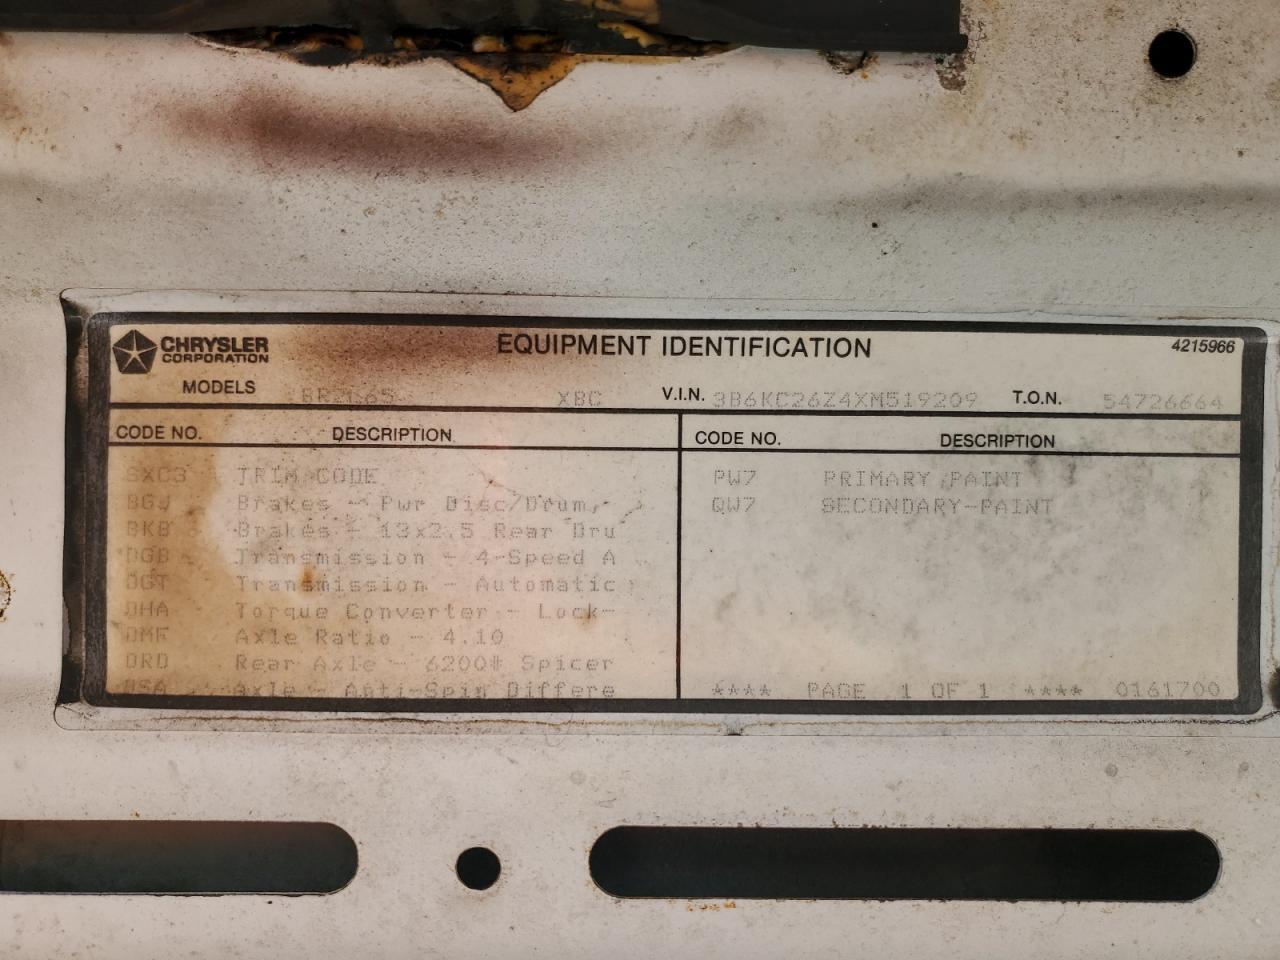 CHRYSLER
CORPORATION
EQUIPMENT IDENTIFICATION
4215966
MODELS BR2L65 XBC V.I.N. 3B6KC26Z4XM519209 T.O.N. 54726664
CODE NO. DESCRIPTION CODE NO. DESCRIPTION
SXC3 TRIM CODE PW7 PRIMARY PAINT
BGJ Brakes - Pwr Disc/Drum, QW7 SECONDARY-PAINT
BKB Brakes - 13x2.5 Rear Dru
DGB Transmission - 4-Speed A
DGT Transmission - Automatic
DHA Torque Converter - Lock-
DMF Axle Ratio - 4.10
DRD Rear Axle - 6200# Spicer
DSA Axle - Anti-Spin Differe **** PAGE 1 OF 1 **** 0161700